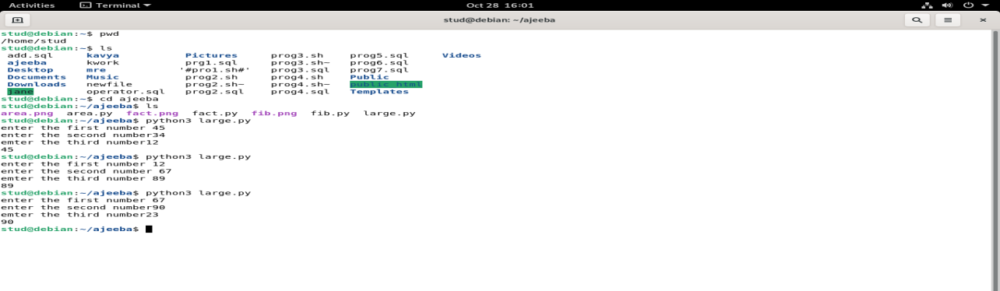 Activities Terminal Oct 28 16:01
stud@debian: ~/ajeeba
stud@debian:~$ pwd
/home/stud
stud@debian:~$ ls
add.sql kavya Pictures prog3.sh prog5.sql Videos
ajeeba kwork prg1.sql prog3.sh~ prog6.sql
Desktop mre '#pro1.sh#' prog3.sql prog7.sql
Documents Music prog2.sh prog4.sh Public
Downloads newfile prog2.sh~ prog4.sh~ public_html
jane operator.sql prog2.sql prog4.sql Templates
stud@debian:~$ cd ajeeba
stud@debian:~/ajeeba$ ls
area.png area.py fact.png fact.py fib.png fib.py large.py
stud@debian:~/ajeeba$ python3 large.py
enter the first number 45
enter the second number34
emter the third number12
45
stud@debian:~/ajeeba$ python3 large.py
enter the first number 12
enter the second number 67
emter the third number 89
89
stud@debian:~/ajeeba$ python3 large.py
enter the first number 67
enter the second number90
emter the third number23
90
stud@debian:~/ajeeba$